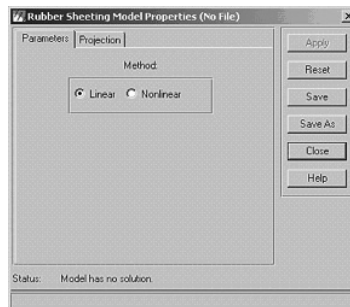 Rubber Sheeting Model Properties (No File)
Parameters Projection
Method:
Linear Nonlinear
Apply
Reset
Save
Save As
Close
Help
Status: Model has no solution.